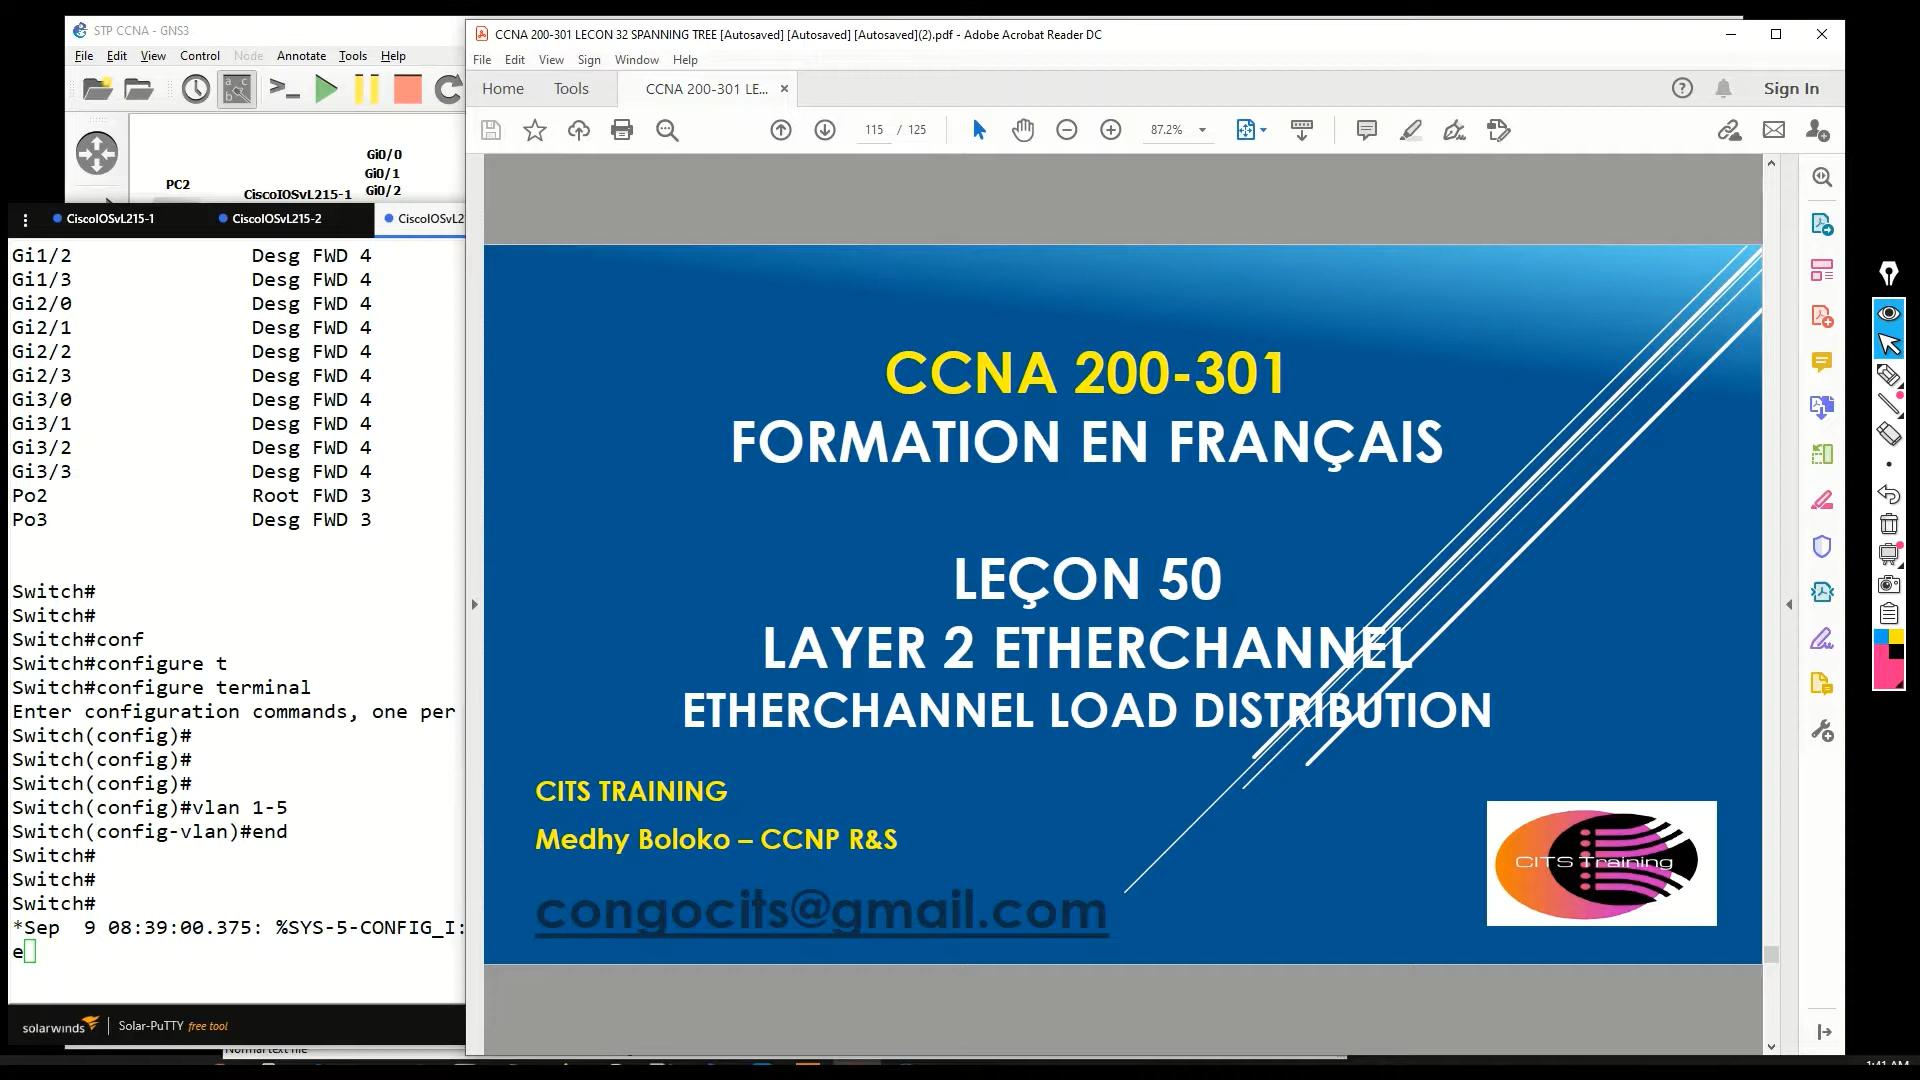 STP CCNA - GNS3
File Edit View Control Node Annotate Tools Help
PC2
CiscoIOSvL215-1
Gi0/0
Gi0/1
Gi0/2
CiscoIOSvL215-1
CiscoIOSvL215-2
CiscoIOSvL2
Gi1/2 Desg FWD 4
Gi1/3 Desg FWD 4
Gi2/0 Desg FWD 4
Gi2/1 Desg FWD 4
Gi2/2 Desg FWD 4
Gi2/3 Desg FWD 4
Gi3/0 Desg FWD 4
Gi3/1 Desg FWD 4
Gi3/2 Desg FWD 4
Gi3/3 Desg FWD 4
Po2 Root FWD 3
Po3 Desg FWD 3
Switch#
Switch#
Switch#conf
Switch#configure t
Switch#configure terminal
Enter configuration commands, one per
Switch(config)#
Switch(config)#
Switch(config)#
Switch(config)#vlan 1-5
Switch(config-vlan)#end
Switch#
Switch#
Switch#
*Sep  9 08:39:00.375: %SYS-5-CONFIG_I:
e
solarwinds | Solar-PuTTY free tool
Normal text file
CCNA 200-301 LECON 32 SPANNING TREE [Autosaved] [Autosaved] [Autosaved](2).pdf - Adobe Acrobat Reader DC
File Edit View Sign Window Help
Home Tools CCNA 200-301 LE... Sign In
115 / 125 87.2%
CCNA 200-301
FORMATION EN FRANÇAIS
LEÇON 50
LAYER 2 ETHERCHANNEL
ETHERCHANNEL LOAD DISTRIBUTION
CITS TRAINING
Medhy Boloko – CCNP R&S
congocits@gmail.com
CITS Training